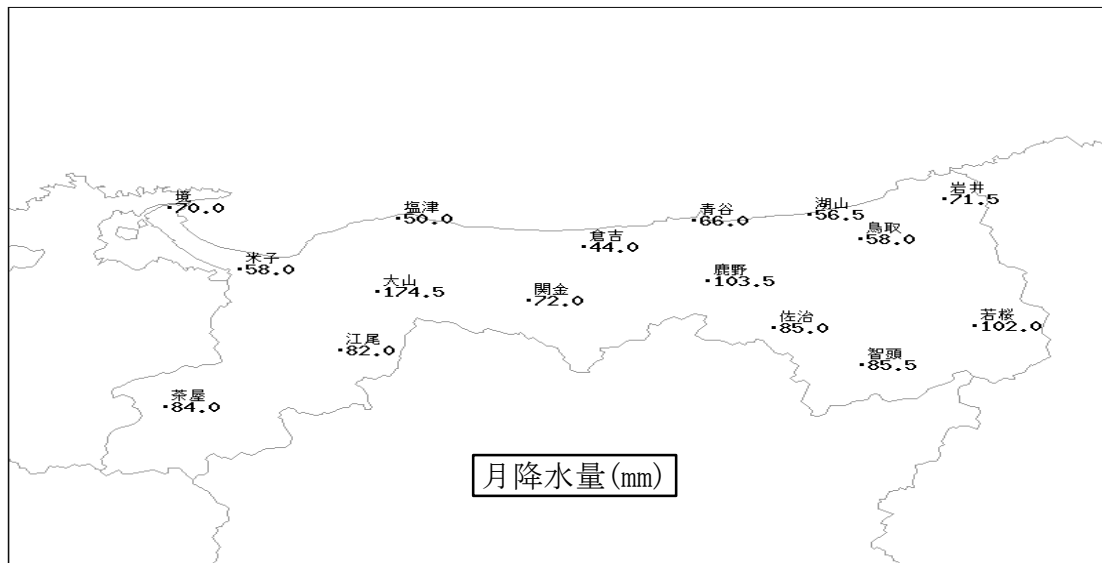 岩井
71.5
境
70.0
塩津
50.0
青谷
66.0
湖山
56.5
鳥取
58.0
倉吉
44.0
米子
58.0
大山
174.5
関金
72.0
鹿野
103.5
佐治
85.0
若桜
102.0
江尾
82.0
智頭
85.5
茶屋
84.0
月降水量(mm)